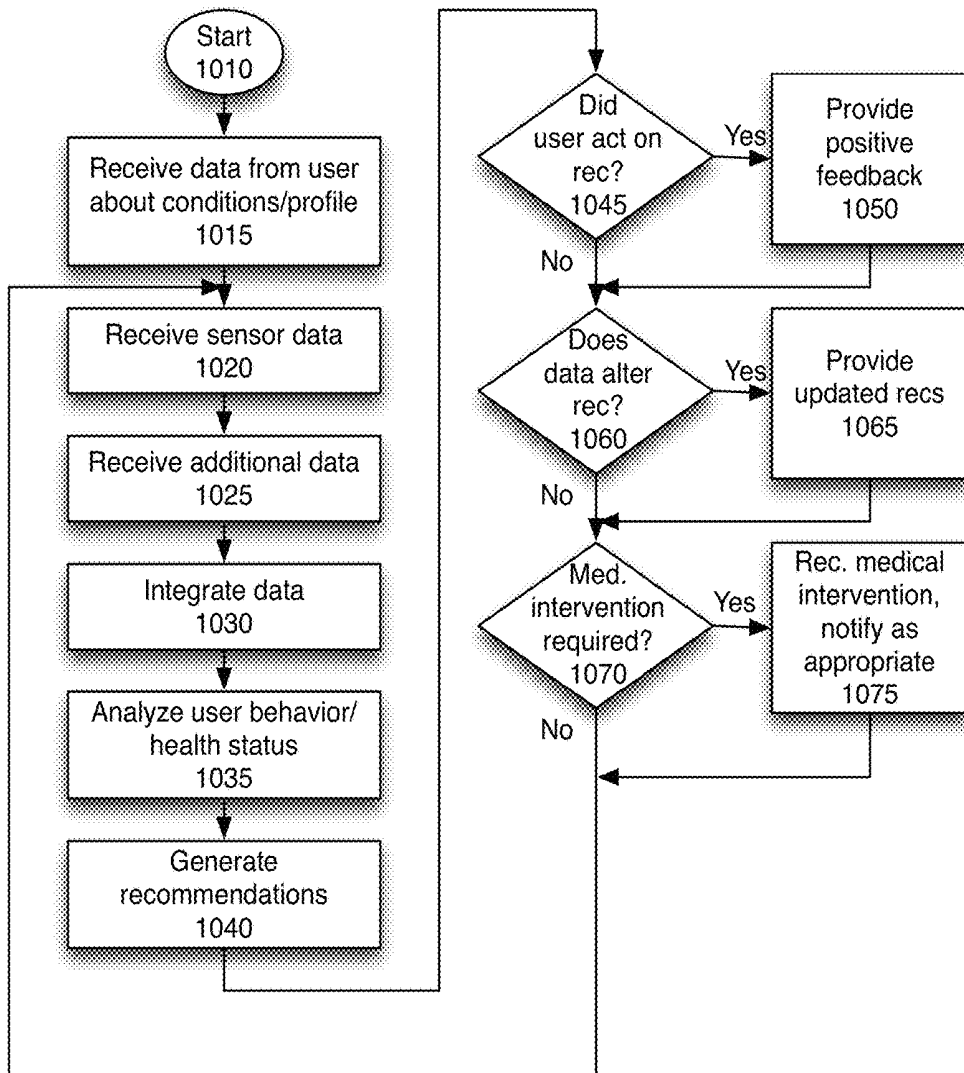 Start
1010
Receive data from user
about conditions/profile
1015
Receive sensor data
1020
Receive additional data
1025
Integrate data
1030
Analyze user behavior/
health status
1035
Generate
recommendations
1040
Did
user act on
rec?
1045
Yes
No
Provide
positive
feedback
1050
Does
data alter
rec?
1060
Yes
No
Provide
updated recs
1065
Med.
intervention
required?
1070
Yes
No
Rec. medical
intervention,
notify as
appropriate
1075